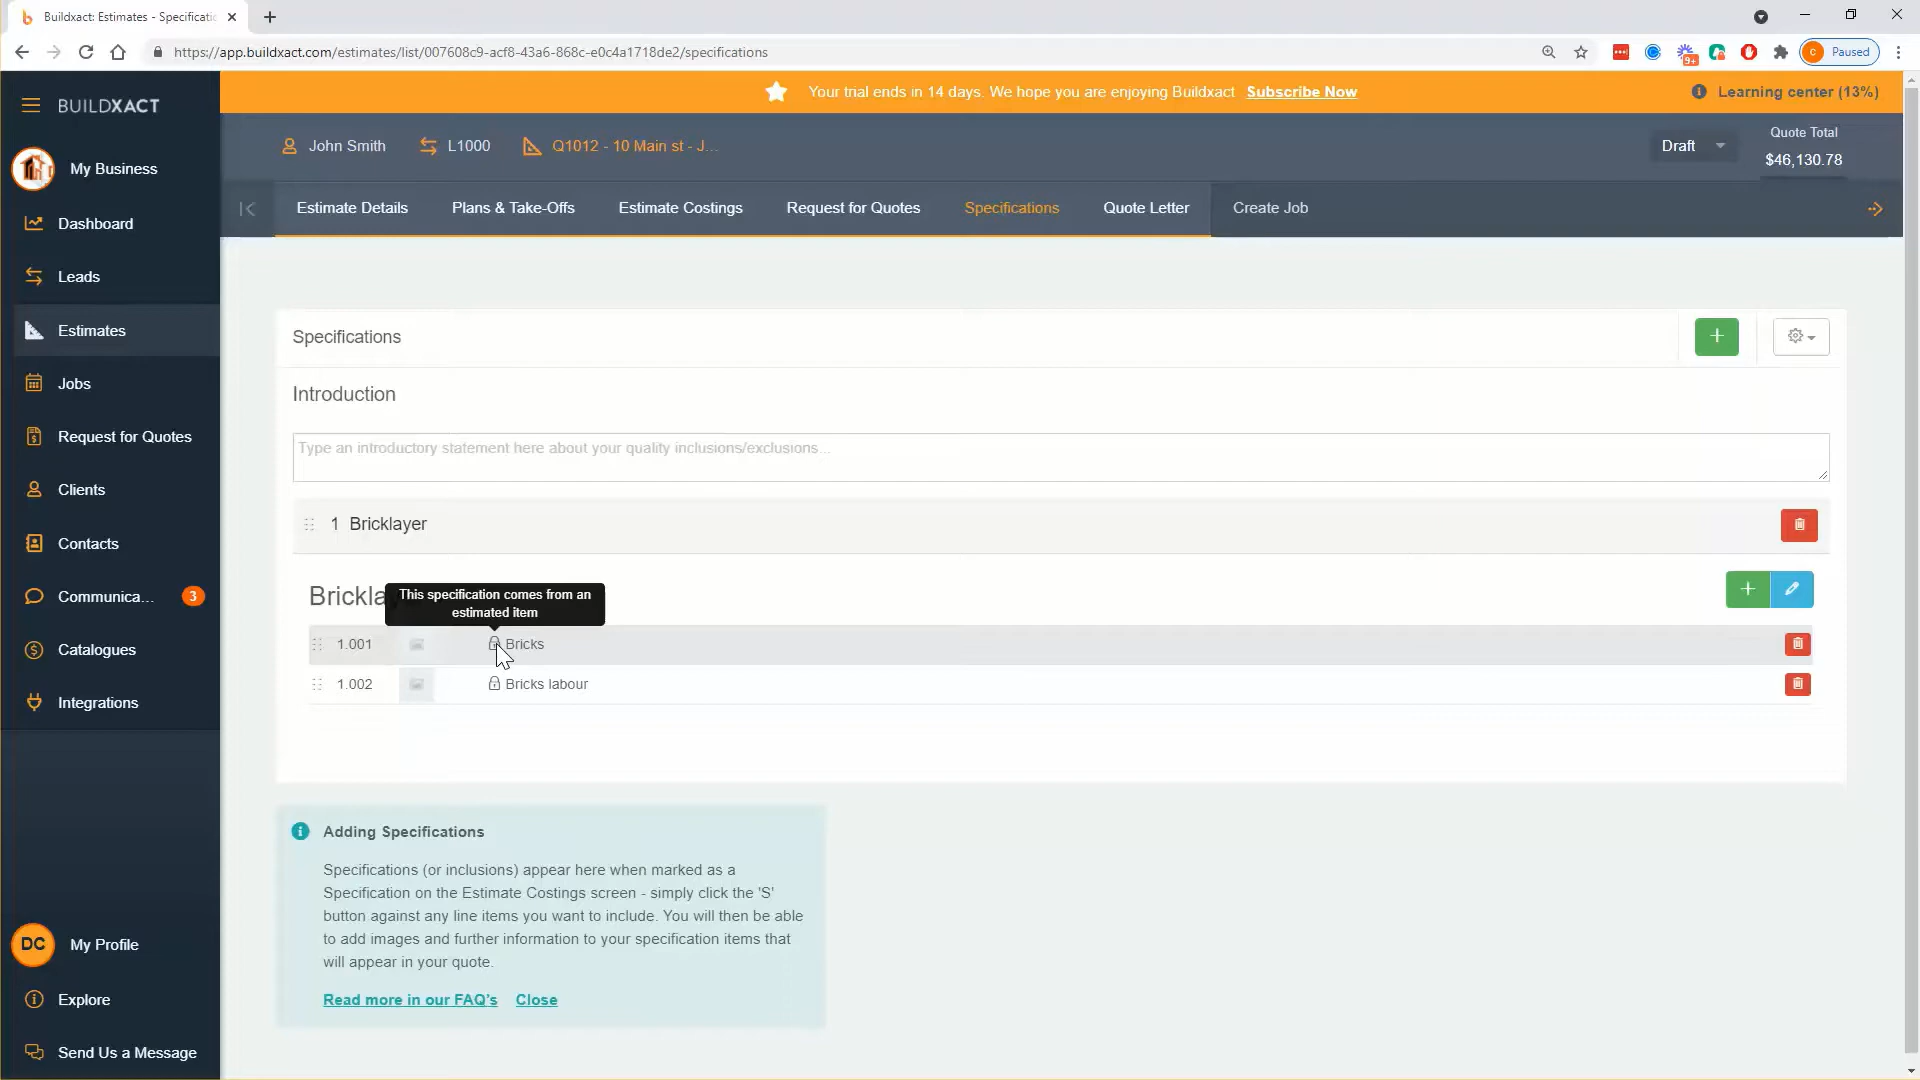 Buildxact: Estimates - Specificatic
https://app.buildxact.com/estimates/list/007608c9-acf8-43a6-868c-e0c4a1718de2/specifications
9+
C Paused
BUILDXACT
Your trial ends in 14 days. We hope you are enjoying Buildxact Subscribe Now
Learning center (13%)
John Smith
L1000
Q1012 - 10 Main st - J...
Draft
Quote Total
$46,130.78
My Business
Dashboard
Leads
Estimates
Jobs
Request for Quotes
Clients
Contacts
Communica... 3
Catalogues
Integrations
DC My Profile
Explore
Send Us a Message
Estimate Details
Plans & Take-Offs
Estimate Costings
Request for Quotes
Specifications
Quote Letter
Create Job
Specifications
Introduction
Type an introductory statement here about your quality inclusions/exclusions...
1 Bricklayer
Brickla
This specification comes from an
estimated item
1.001 Bricks
1.002 Bricks labour
Adding Specifications
Specifications (or inclusions) appear here when marked as a
Specification on the Estimate Costings screen - simply click the 'S'
button against any line items you want to include. You will then be able
to add images and further information to your specification items that
will appear in your quote.
Read more in our FAQ's Close